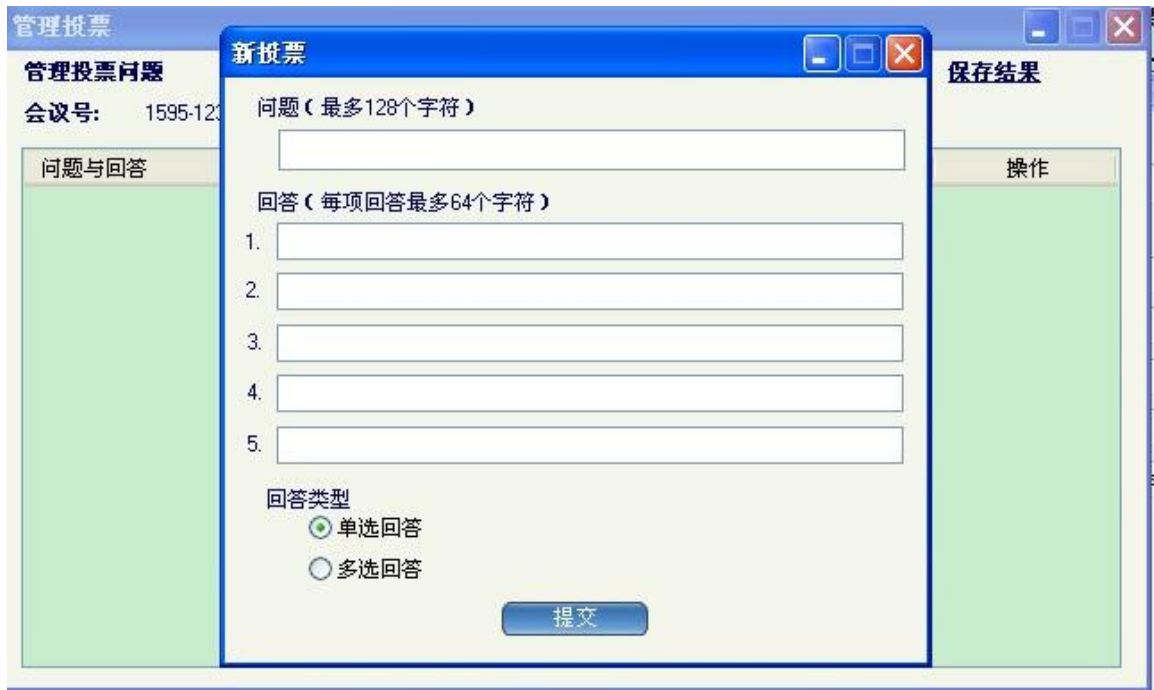 管理投票
新投票
管理投票问题
保存结果
会议号: 1595-123
问题(最多128个字符)
问题与回答
操作
回答(每项回答最多64个字符)
1.
2.
3.
4.
5.
回答类型
单选回答
多选回答
提交